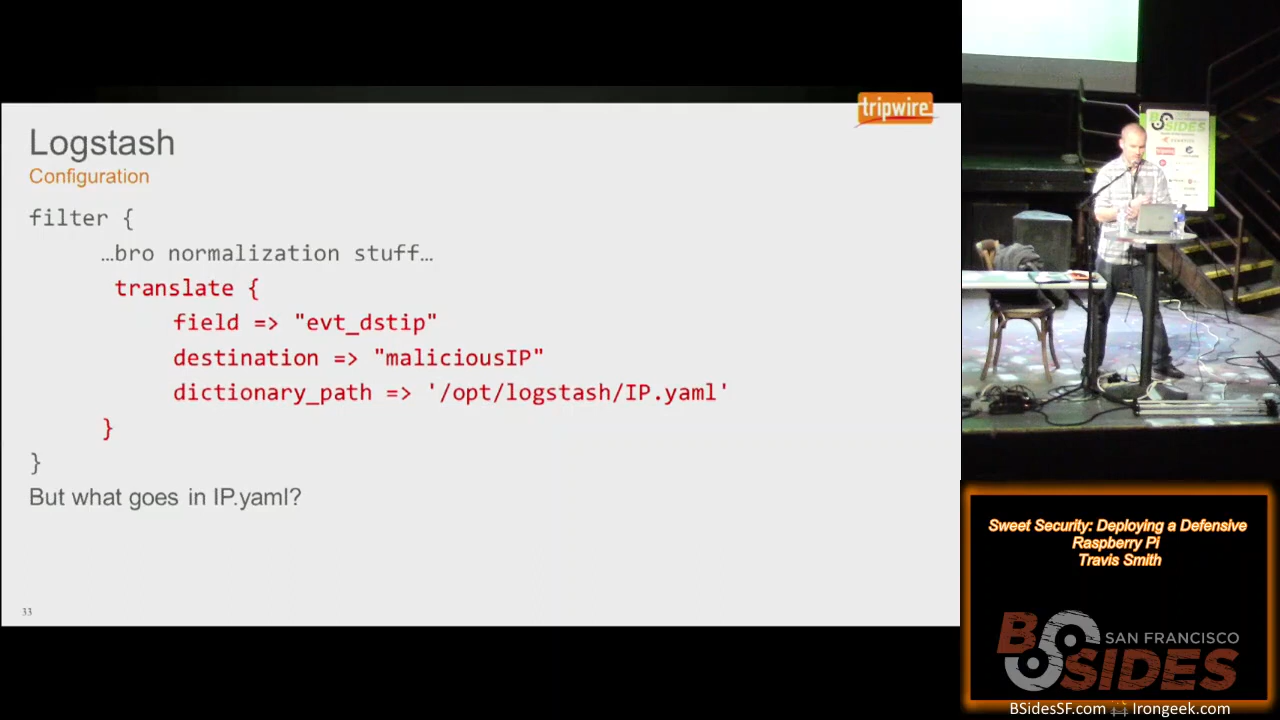 tripwire
Logstash
Configuration
filter {
…bro normalization stuff…
translate {
field => "evt_dstip"
destination => "maliciousIP"
dictionary_path => '/opt/logstash/IP.yaml'
}
}
But what goes in IP.yaml?
33
BSIDES
Sweet Security: Deploying a Defensive
Raspberry Pi
Travis Smith
BSIDES
SAN FRANCISCO
BSidesSF.com Irongeek.com